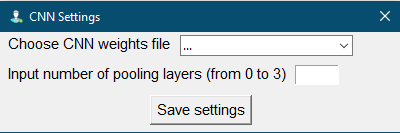 CNN Settings
Choose CNN weights file ...
Input number of pooling layers (from 0 to 3)
Save settings